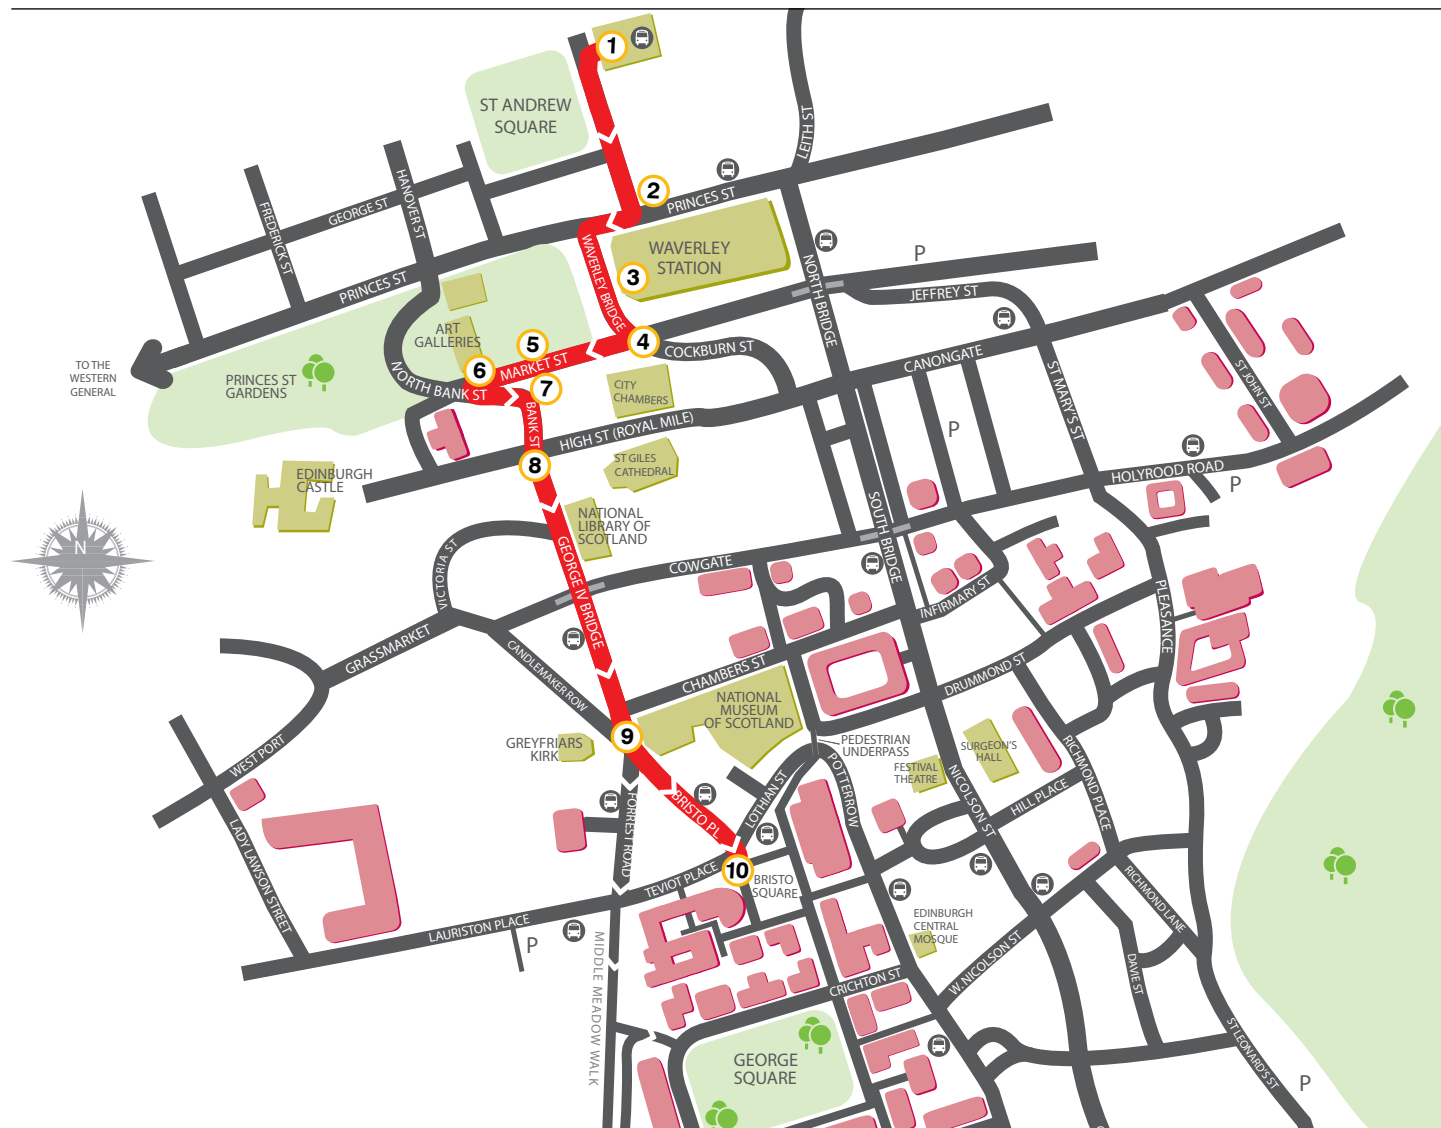 1
ST ANDREW
SQUARE
LEITH ST
2
PRINCES ST
HANOVER ST
GEORGE ST
FREDERICK ST
PRINCES ST
WAVERLEY
STATION
3
WAVERLEY BRIDGE
NORTH BRIDGE
P
JEFFREY ST
ART
GALLERIES
5
4
COCKBURN ST
MARKET ST
6
7
NORTH BANK ST
BANK ST
TO THE
WESTERN
GENERAL
PRINCES ST
GARDENS
CITY
CHAMBERS
CANONGATE
ST MARY'S ST
ST JOHN ST
HIGH ST (ROYAL MILE)
P
8
ST GILES
CATHEDRAL
EDINBURGH
CASTLE
HOLYROOD ROAD
P
NATIONAL
LIBRARY OF
SCOTLAND
SOUTH BRIDGE
N
VICTORIA ST
GEORGE IV BRIDGE
COWGATE
INFIRMARY ST
PLEASANCE
GRASSMARKET
CANDLEMAKER ROW
CHAMBERS ST
DRUMMOND ST
NATIONAL
MUSEUM
OF SCOTLAND
9
GREYFRIARS
KIRK
PEDESTRIAN
UNDERPASS
SURGEON'S
HALL
FESTIVAL
THEATRE
WEST PORT
RICHMOND PLACE
HILL PLACE
NICOLSON ST
POTTERROW
LOTHIAN ST
BRISTO PL
FORREST ROAD
LADY LAWSON STREET
TEVIOT PLACE
10
BRISTO
SQUARE
RICHMOND LANE
LAURISTON PLACE
P
EDINBURGH
CENTRAL
MOSQUE
MIDDLE MEADOW WALK
W. NICOLSON ST
DAVIE ST
CRICHTON ST
GEORGE
SQUARE
ST LEONARD'S ST
P